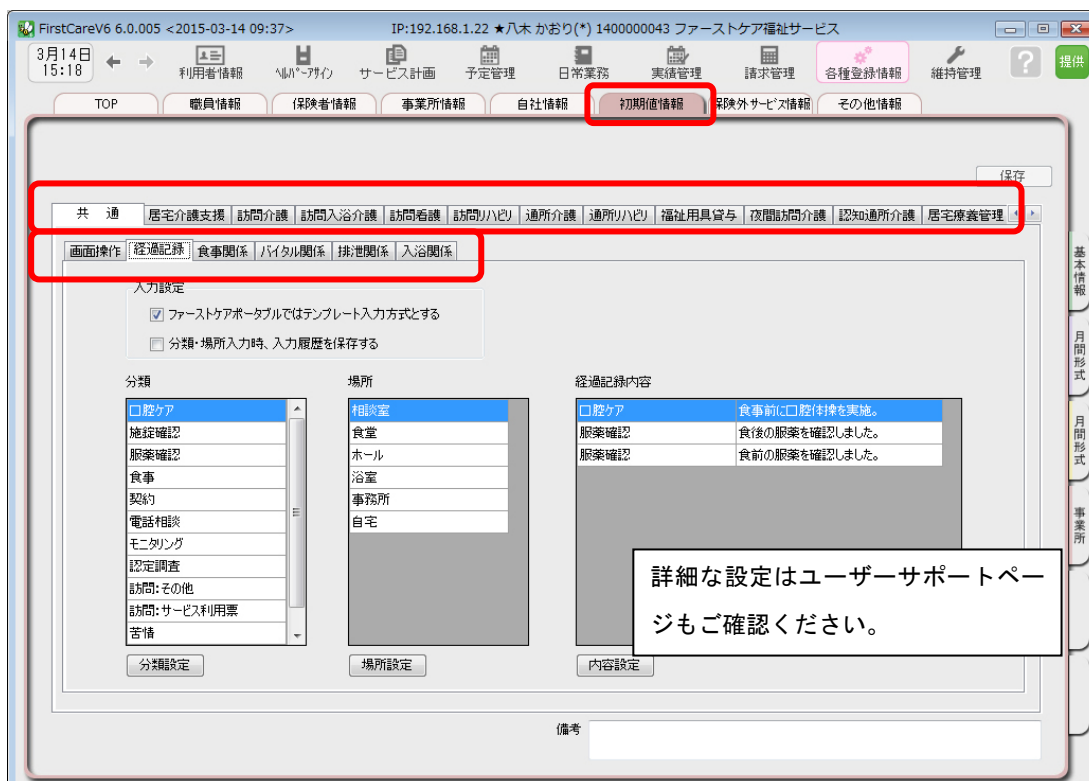 FirstCareV6 6.0.005 <2015-03-14 09:37> IP:192.168.1.22 ★八木 かおり(*) 1400000043 ファーストケア福祉サービス
3月14日
15:18
利用者情報 ﾍﾙﾊﾟｰｱｻｲﾝ サービス計画 予定管理 日常業務 実績管理 請求管理 各種登録情報 維持管理 ? 提供
TOP 職員情報 保険者情報 事業所情報 自社情報 初期値情報 保険外サービス情報 その他情報
保存
共 通 居宅介護支援 訪問介護 訪問入浴介護 訪問看護 訪問リハビリ 通所介護 通所リハビリ 福祉用具貸与 夜間訪問介護 認知通所介護 居宅療養管理
画面操作 経過記録 食事関係 バイタル関係 排泄関係 入浴関係
入力設定
ファーストケアポータブルではテンプレート入力方式とする
分類・場所入力時、入力履歴を保存する
分類 場所 経過記録内容
口腔ケア 相談室 口腔ケア 食事前に口腔体操を実施。
施錠確認 食堂 服薬確認 食後の服薬を確認しました。
服薬確認 ホール 服薬確認 食前の服薬を確認しました。
食事 浴室
契約 事務所
電話相談 自宅
モニタリング
認定調査
訪問:その他
訪問:サービス利用票
苦情
詳細な設定はユーザーサポートペー
ジもご確認ください。
分類設定 場所設定 内容設定
備考
基本情報
月間形式
月間形式
事業所